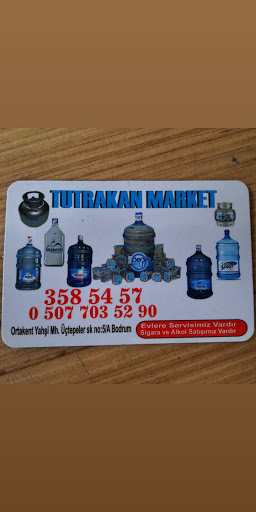 TUTRAKAN MARKET
358 54 57
0 507 703 52 90
Ortakent Yahşi Mh. Üçtepeler sk no:5/A Bodrum
Evlere Servisimiz Vardır
Sigara ve Alkol Satışımız Vardır